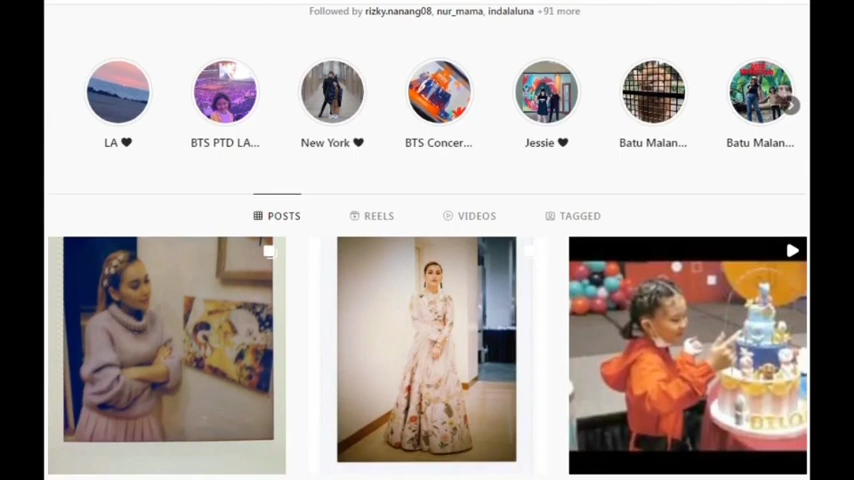 Followed by rizky.nanang08, nur_mama, indalaluna +91 more
LA 🖤
BTS PTD LA...
New York 🖤
BTS Concer...
Jessie 🖤
Batu Malan...
Batu Malan...
POSTS
REELS
VIDEOS
TAGGED